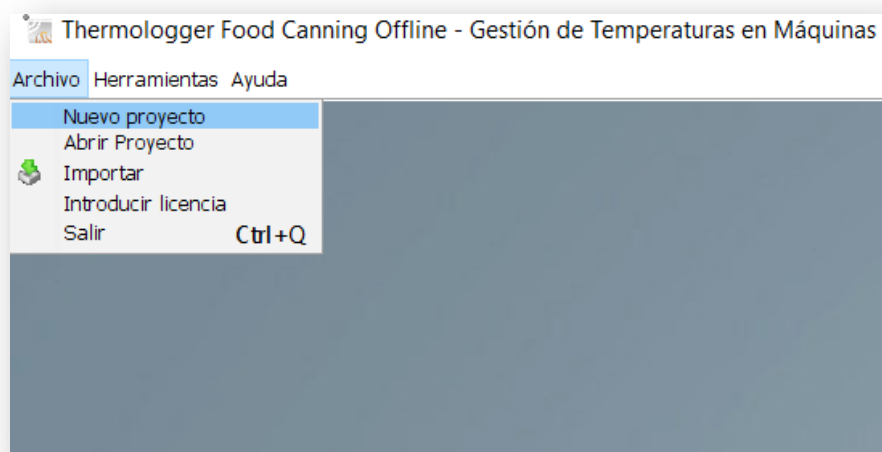 Thermologger Food Canning Offline - Gestión de Temperaturas en Máquinas
Archivo Herramientas Ayuda
Nuevo proyecto
Abrir Proyecto
Importar
Introducir licencia
Salir Ctrl+Q